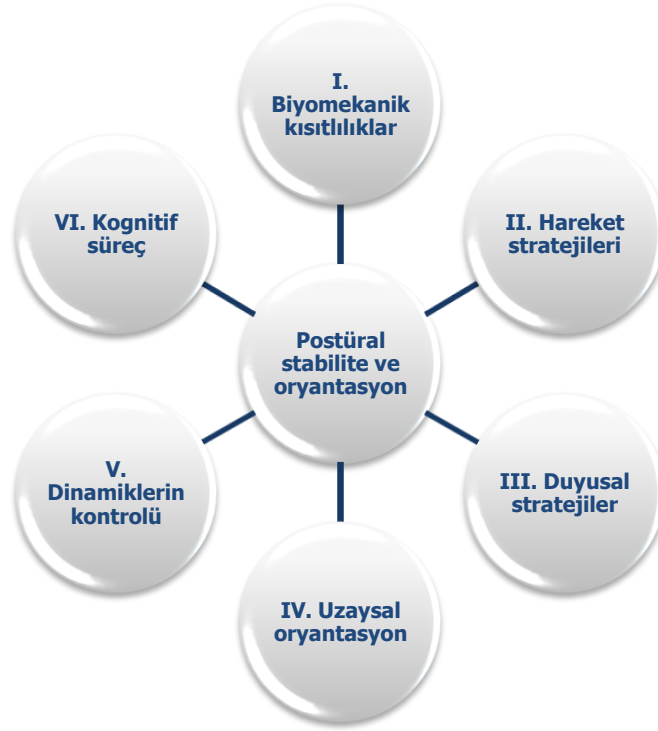 I.
Biyomekanik
kısıtlılıklar
II. Hareket
stratejileri
III. Duyusal
stratejiler
IV. Uzaysal
oryantasyon
V.
Dinamiklerin
kontrolü
VI. Kognitif
süreç
Postüral
stabilite ve
oryantasyon